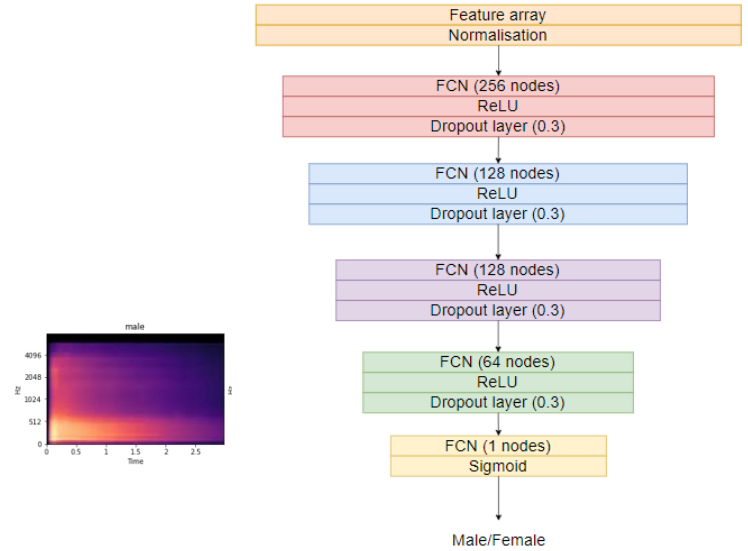 Feature array
Normalisation
FCN (256 nodes)
ReLU
Dropout layer (0.3)
FCN (128 nodes)
ReLU
Dropout layer (0.3)
FCN (128 nodes)
ReLU
Dropout layer (0.3)
FCN (64 nodes)
ReLU
Dropout layer (0.3)
FCN (1 nodes)
Sigmoid
Male/Female
male
Hz
4096
2048
1024
512
0
0 0.5 1 1.5 2 2.5
Time